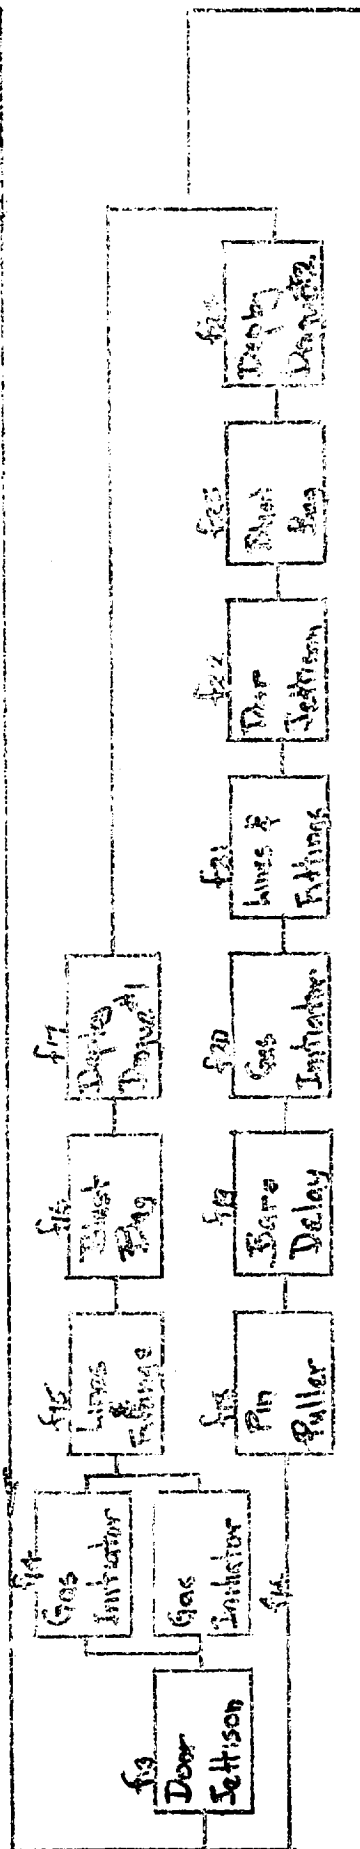 f13
Door
Jettison
f14
Gas
Initiator
Gas
Initiator
f14
f15
Lines
&
Fittings
f16
Blast
Bag
f17
Deploy
Drogue #1
f18
Pin
Puller
f19
Baro
Delay
f20
Gas
Initiator
f21
Lines &
Fittings
f22
Door
Jettison
f23
Blast
Bag
f24
Deploy
Drogue #2